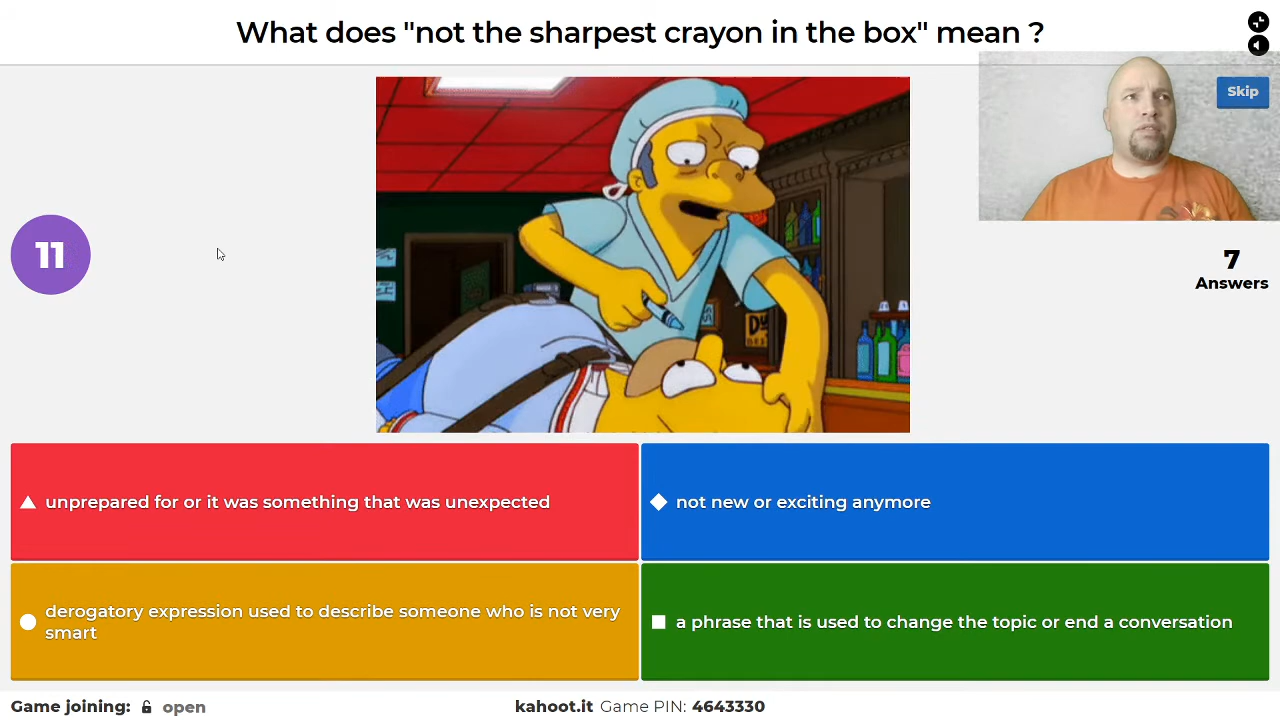 What does "not the sharpest crayon in the box" mean ?
Skip
11
7
Answers
unprepared for or it was something that was unexpected
not new or exciting anymore
derogatory expression used to describe someone who is not very
smart
a phrase that is used to change the topic or end a conversation
Game joining: open
kahoot.it Game PIN: 4643330